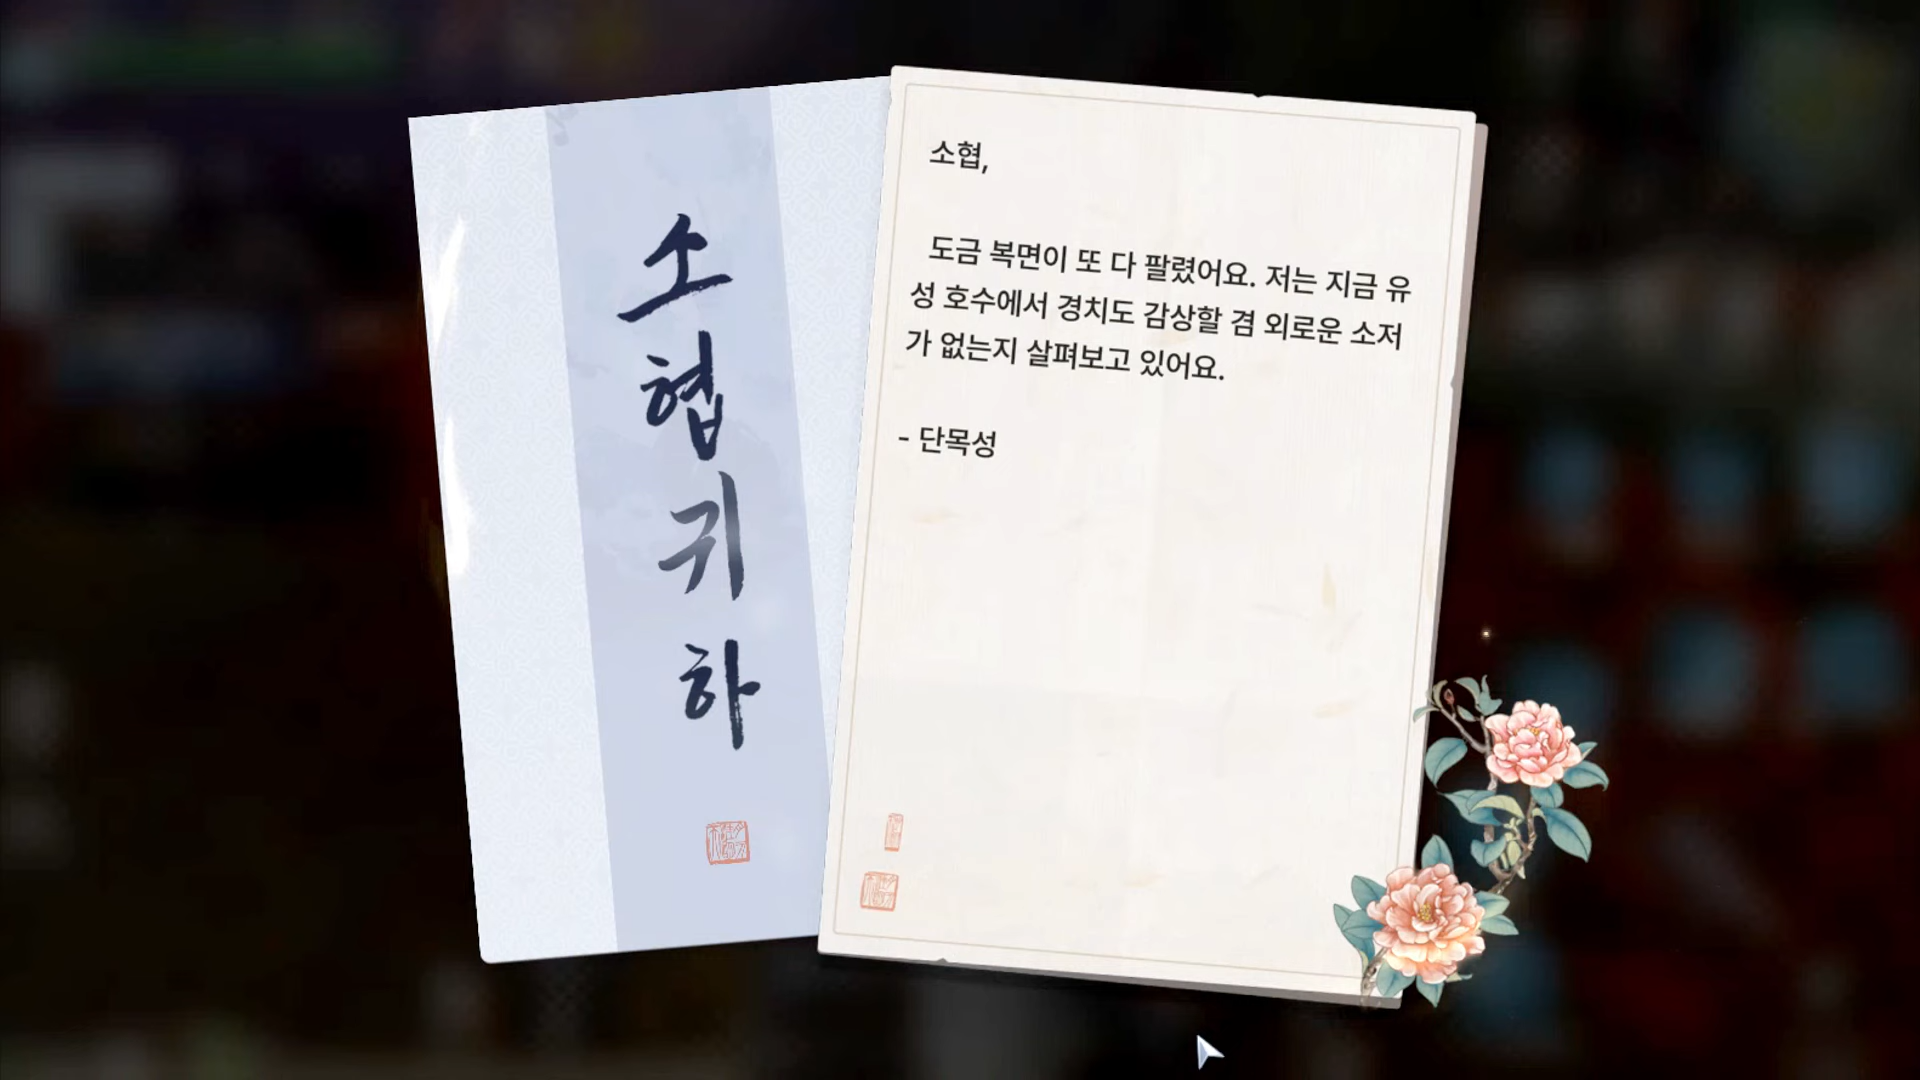 소협귀하
소협,
도금 복면이 또 다 팔렸어요. 저는 지금 유
성 호수에서 경치도 감상할 겸 외로운 소저
가 없는지 살펴보고 있어요.
- 단목성